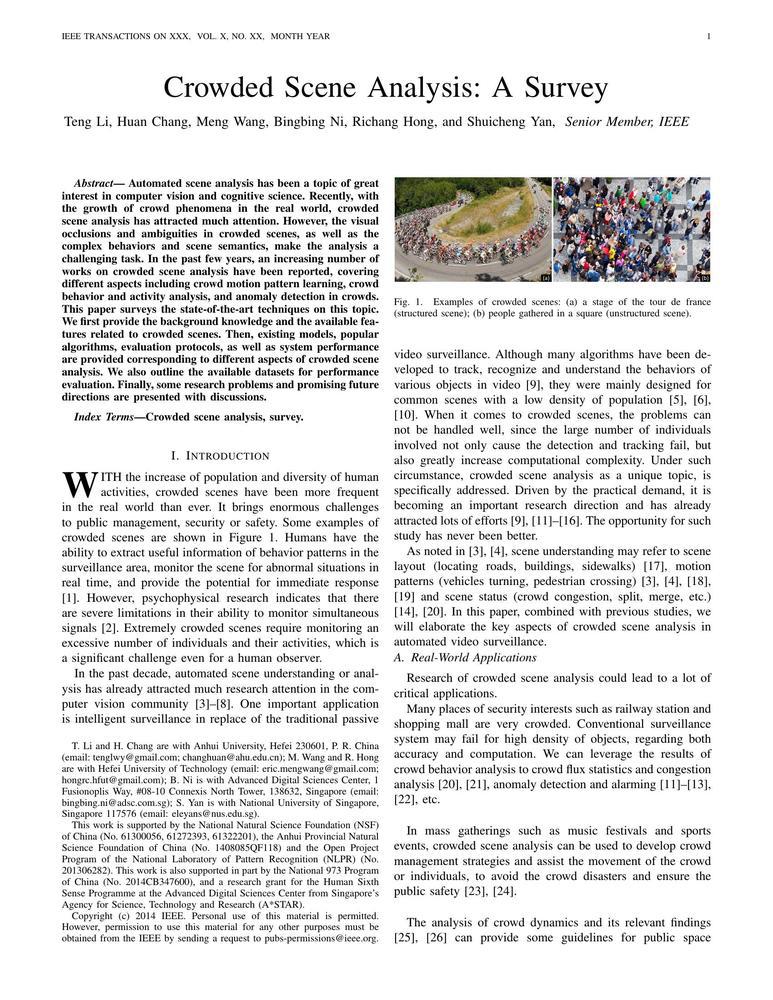 IEEE TRANSACTIONS ON XXX, VOL. X, NO. XX, MONTH YEAR 1
Crowded Scene Analysis: A Survey
Teng Li, Huan Chang, Meng Wang, Bingbing Ni, Richang Hong, and Shuicheng Yan, Senior Member, IEEE
Abstract— Automated scene analysis has been a topic of great
interest in computer vision and cognitive science. Recently, with
the growth of crowd phenomena in the real world, crowded
scene analysis has attracted much attention. However, the visual
occlusions and ambiguities in crowded scenes, as well as the
complex behaviors and scene semantics, make the analysis a
challenging task. In the past few years, an increasing number of
works on crowded scene analysis have been reported, covering
different aspects including crowd motion pattern learning, crowd
behavior and activity analysis, and anomaly detection in crowds.
This paper surveys the state-of-the-art techniques on this topic.
We first provide the background knowledge and the available fea-
tures related to crowded scenes. Then, existing models, popular
algorithms, evaluation protocols, as well as system performance
are provided corresponding to different aspects of crowded scene
analysis. We also outline the available datasets for performance
evaluation. Finally, some research problems and promising future
directions are presented with discussions.
Index Terms—Crowded scene analysis, survey.
I. INTRODUCTION
WITH the increase of population and diversity of human
activities, crowded scenes have been more frequent
in the real world than ever. It brings enormous challenges
to public management, security or safety. Some examples of
crowded scenes are shown in Figure 1. Humans have the
ability to extract useful information of behavior patterns in the
surveillance area, monitor the scene for abnormal situations in
real time, and provide the potential for immediate response
[1]. However, psychophysical research indicates that there
are severe limitations in their ability to monitor simultaneous
signals [2]. Extremely crowded scenes require monitoring an
excessive number of individuals and their activities, which is
a significant challenge even for a human observer.
In the past decade, automated scene understanding or anal-
ysis has already attracted much research attention in the com-
puter vision community [3]–[8]. One important application
is intelligent surveillance in replace of the traditional passive
T. Li and H. Chang are with Anhui University, Hefei 230601, P. R. China
(email: tenglwy@gmail.com; changhuan@ahu.edu.cn); M. Wang and R. Hong
are with Hefei University of Technology (email: eric.mengwang@gmail.com;
hongrc.hfut@gmail.com); B. Ni is with Advanced Digital Sciences Center, 1
Fusionoplis Way, #08-10 Connexis North Tower, 138632, Singapore (email:
bingbing.ni@adsc.com.sg); S. Yan is with National University of Singapore,
Singapore 117576 (email: eleyans@nus.edu.sg).
This work is supported by the National Natural Science Foundation (NSF)
of China (No. 61300056, 61272393, 61322201), the Anhui Provincial Natural
Science Foundation of China (No. 1408085QF118) and the Open Project
Program of the National Laboratory of Pattern Recognition (NLPR) (No.
201306282). This work is also supported in part by the National 973 Program
of China (No. 2014CB347600), and a research grant for the Human Sixth
Sense Programme at the Advanced Digital Sciences Center from Singapore's
Agency for Science, Technology and Research (A*STAR).
Copyright (c) 2014 IEEE. Personal use of this material is permitted.
However, permission to use this material for any other purposes must be
obtained from the IEEE by sending a request to pubs-permissions@ieee.org.
(a) (b)
Fig. 1. Examples of crowded scenes: (a) a stage of the tour de france
(structured scene); (b) people gathered in a square (unstructured scene).
video surveillance. Although many algorithms have been de-
veloped to track, recognize and understand the behaviors of
various objects in video [9], they were mainly designed for
common scenes with a low density of population [5], [6],
[10]. When it comes to crowded scenes, the problems can
not be handled well, since the large number of individuals
involved not only cause the detection and tracking fail, but
also greatly increase computational complexity. Under such
circumstance, crowded scene analysis as a unique topic, is
specifically addressed. Driven by the practical demand, it is
becoming an important research direction and has already
attracted lots of efforts [9], [11]–[16]. The opportunity for such
study has never been better.
As noted in [3], [4], scene understanding may refer to scene
layout (locating roads, buildings, sidewalks) [17], motion
patterns (vehicles turning, pedestrian crossing) [3], [4], [18],
[19] and scene status (crowd congestion, split, merge, etc.)
[14], [20]. In this paper, combined with previous studies, we
will elaborate the key aspects of crowded scene analysis in
automated video surveillance.
A. Real-World Applications
Research of crowded scene analysis could lead to a lot of
critical applications.
Many places of security interests such as railway station and
shopping mall are very crowded. Conventional surveillance
system may fail for high density of objects, regarding both
accuracy and computation. We can leverage the results of
crowd behavior analysis to crowd flux statistics and congestion
analysis [20], [21], anomaly detection and alarming [11]–[13],
[22], etc.
In mass gatherings such as music festivals and sports
events, crowded scene analysis can be used to develop crowd
management strategies and assist the movement of the crowd
or individuals, to avoid the crowd disasters and ensure the
public safety [23], [24].
The analysis of crowd dynamics and its relevant findings
[25], [26] can provide some guidelines for public space